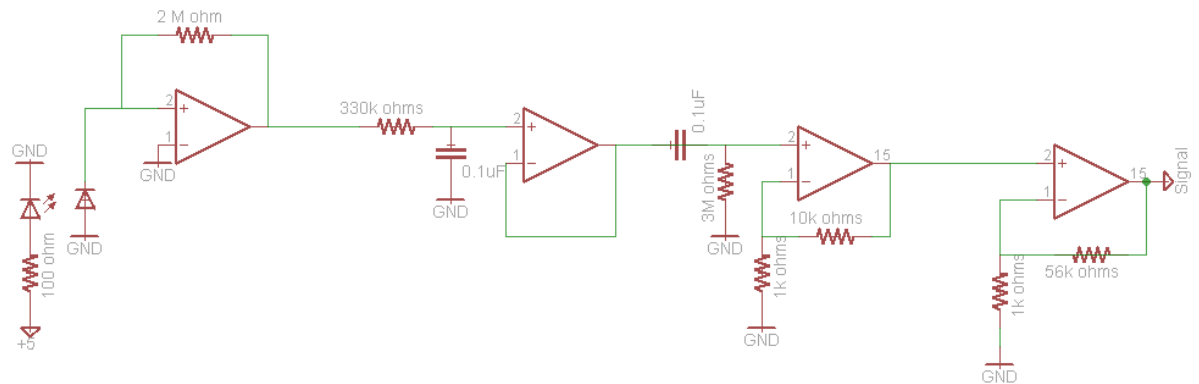 2 M ohm
2
+
1
−
GND
GND
100 ohm
+5
GND
330k ohms
0.1uF
GND
2
+
1
−
0.1uF
3M ohms
GND
2
+
1
−
15
10k ohms
1k ohms
GND
2
+
1
−
15
Signal
56k ohms
1k ohms
GND